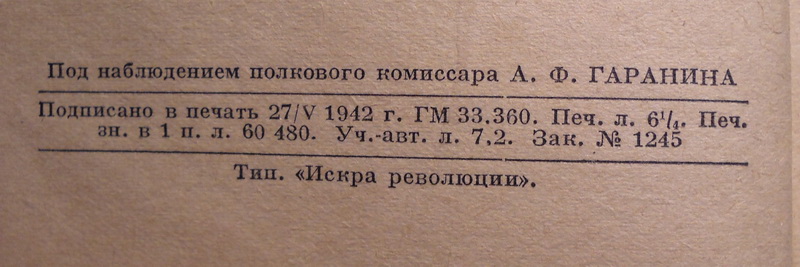 Под наблюдением полкового комиссара А. Ф. ГАРАНИНА
Подписано в печать 27/V 1942 г. ГМ 33.360. Печ. л. 6¹/₄. Печ.
зн. в 1 п. л. 60 480. Уч.-авт. л. 7,2. Зак. № 1245
Тип. «Искра революции».